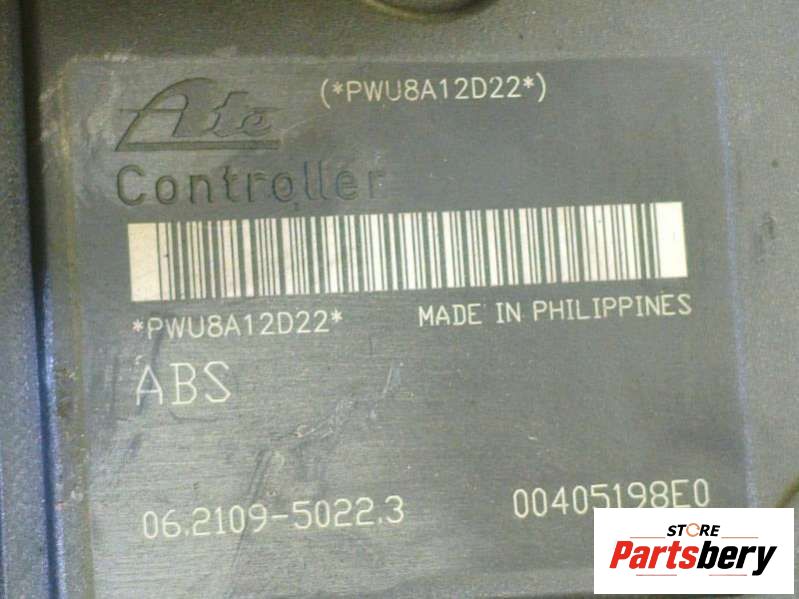 (*PWU8A12D22*)
Ate
Controller
*PWU8A12D22* MADE IN PHILIPPINES
ABS
06.2109-5022.3 00405198E0
STORE
Partsbery